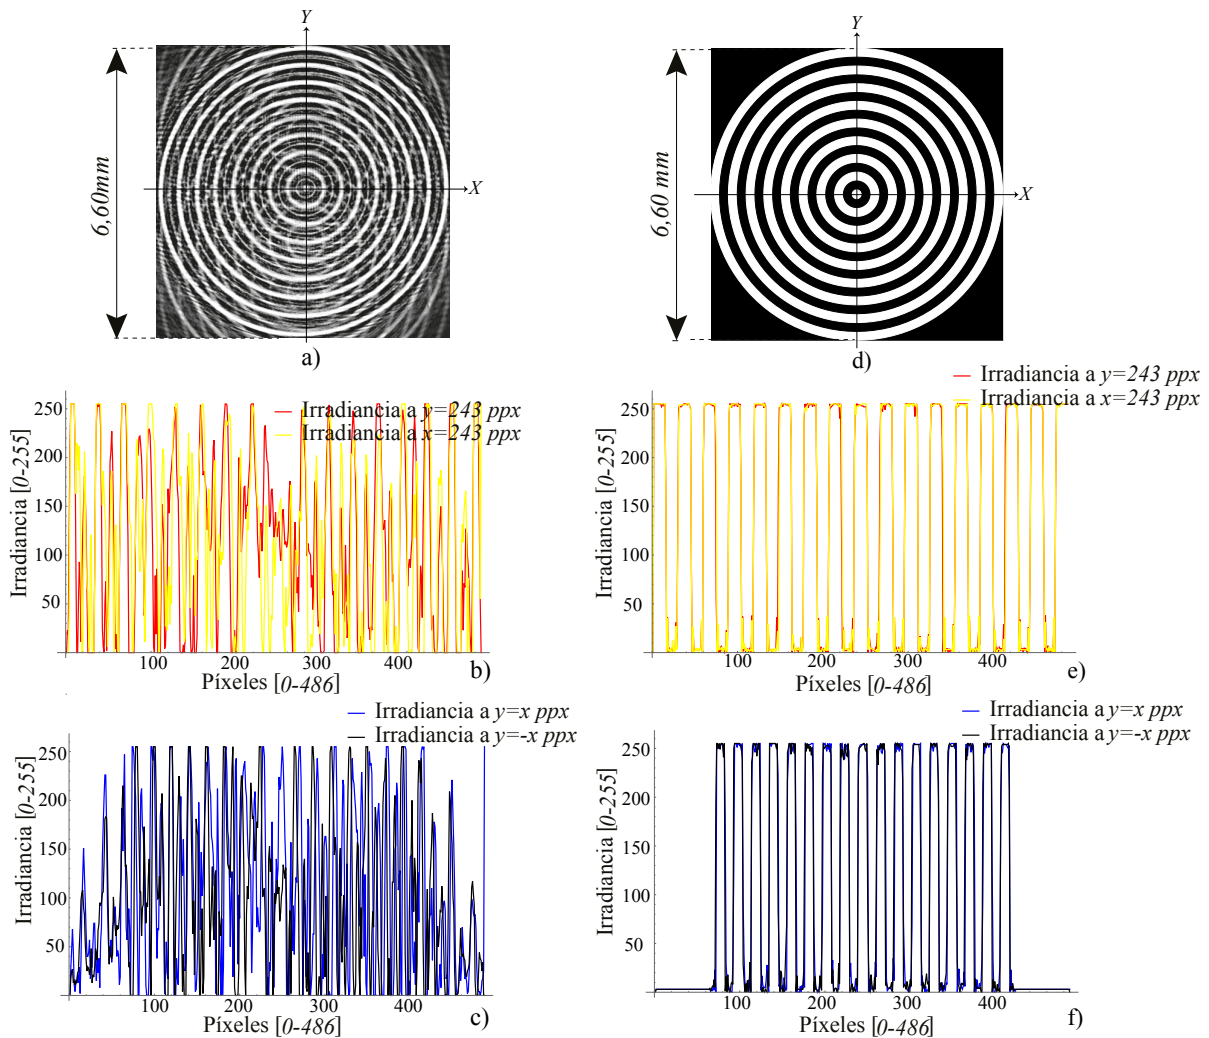 Y
X
6,60mm
a)
Y
X
6,60 mm
d)
Irradiancia a y=243 ppx
Irradiancia a x=243 ppx
Irradiancia [0-255]
250
200
150
100
50
100
200
300
400
Píxeles [0-486]
b)
Irradiancia a y=243 ppx
Irradiancia a x=243 ppx
Irradiancia [0-255]
250
200
150
100
50
100
200
300
400
Píxeles [0-486]
e)
Irradiancia a y=x ppx
Irradiancia a y=-x ppx
Irradiancia [0-255]
250
200
150
100
50
100
200
300
400
Píxeles [0-486]
c)
Irradiancia a y=x ppx
Irradiancia a y=-x ppx
Irradiancia [0-255]
250
200
150
100
50
100
200
300
400
Píxeles [0-486]
f)